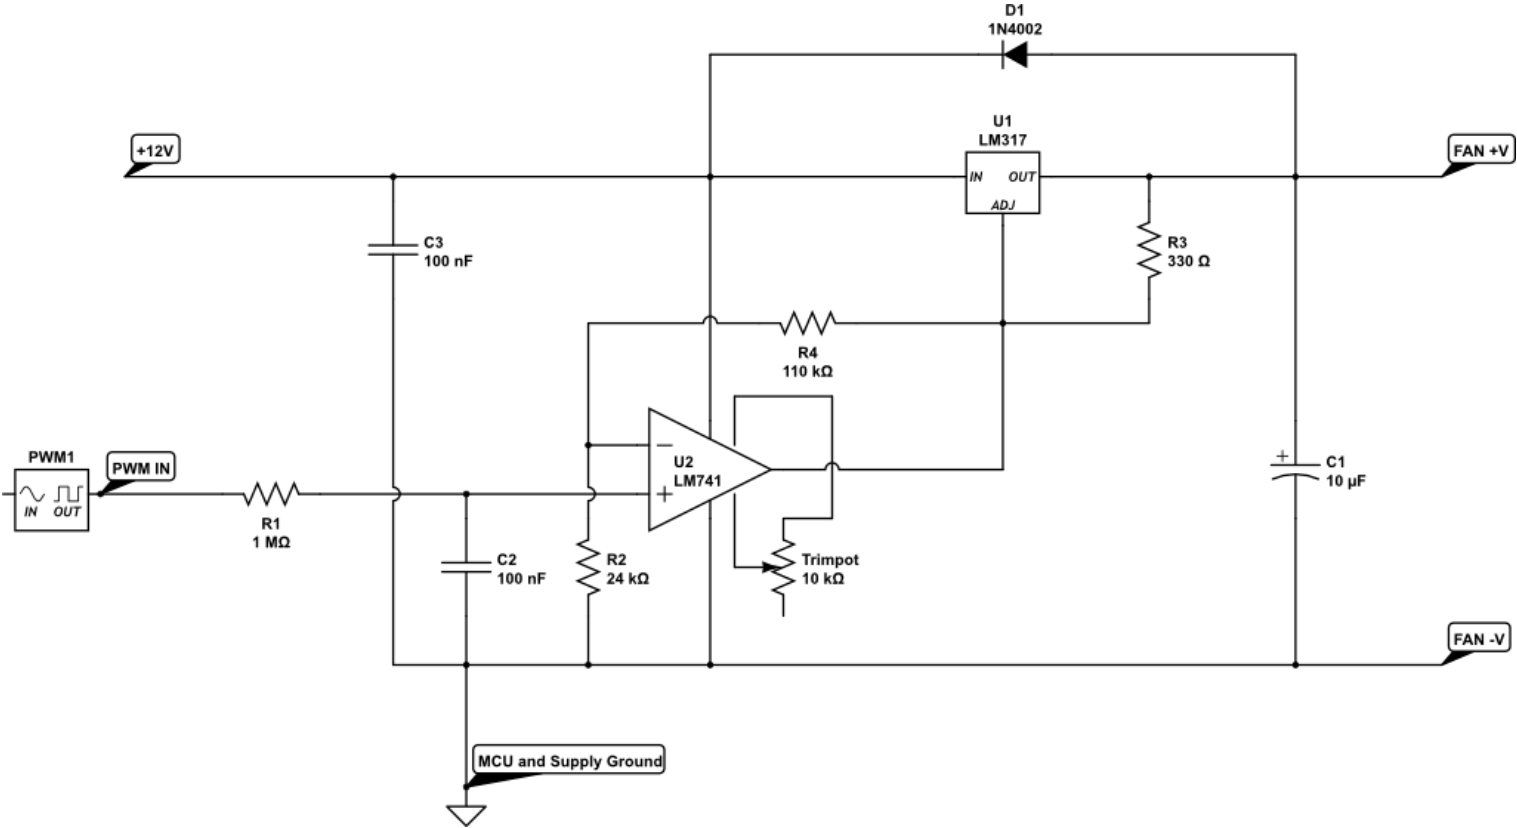 D1
1N4002
+12V
U1
LM317
IN OUT
ADJ
FAN +V
C3
100 nF
R3
330 Ω
R4
110 kΩ
PWM1
IN OUT
PWM IN
R1
1 MΩ
U2
LM741
−
+
+
C1
10 µF
C2
100 nF
R2
24 kΩ
Trimpot
10 kΩ
FAN -V
MCU and Supply Ground